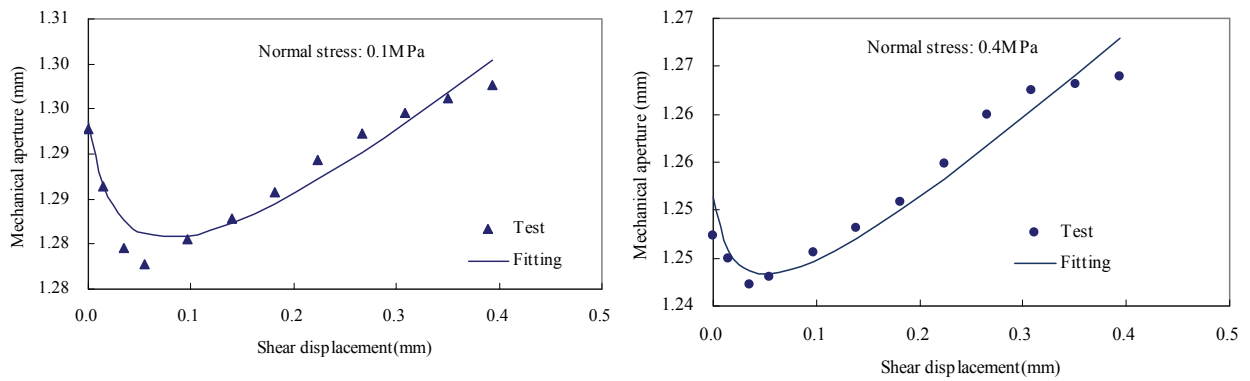 Normal stress: 0.1MPa
Mechanical aperture (mm)
1.31
1.30
1.30
1.29
1.29
1.28
1.28
Test
Fitting
0.0 0.1 0.2 0.3 0.4 0.5
Shear displacement(mm)
Normal stress: 0.4MPa
Mechanical aperture (mm)
1.27
1.27
1.26
1.26
1.25
1.25
1.24
Test
Fitting
0.0 0.1 0.2 0.3 0.4 0.5
Shear displacement(mm)